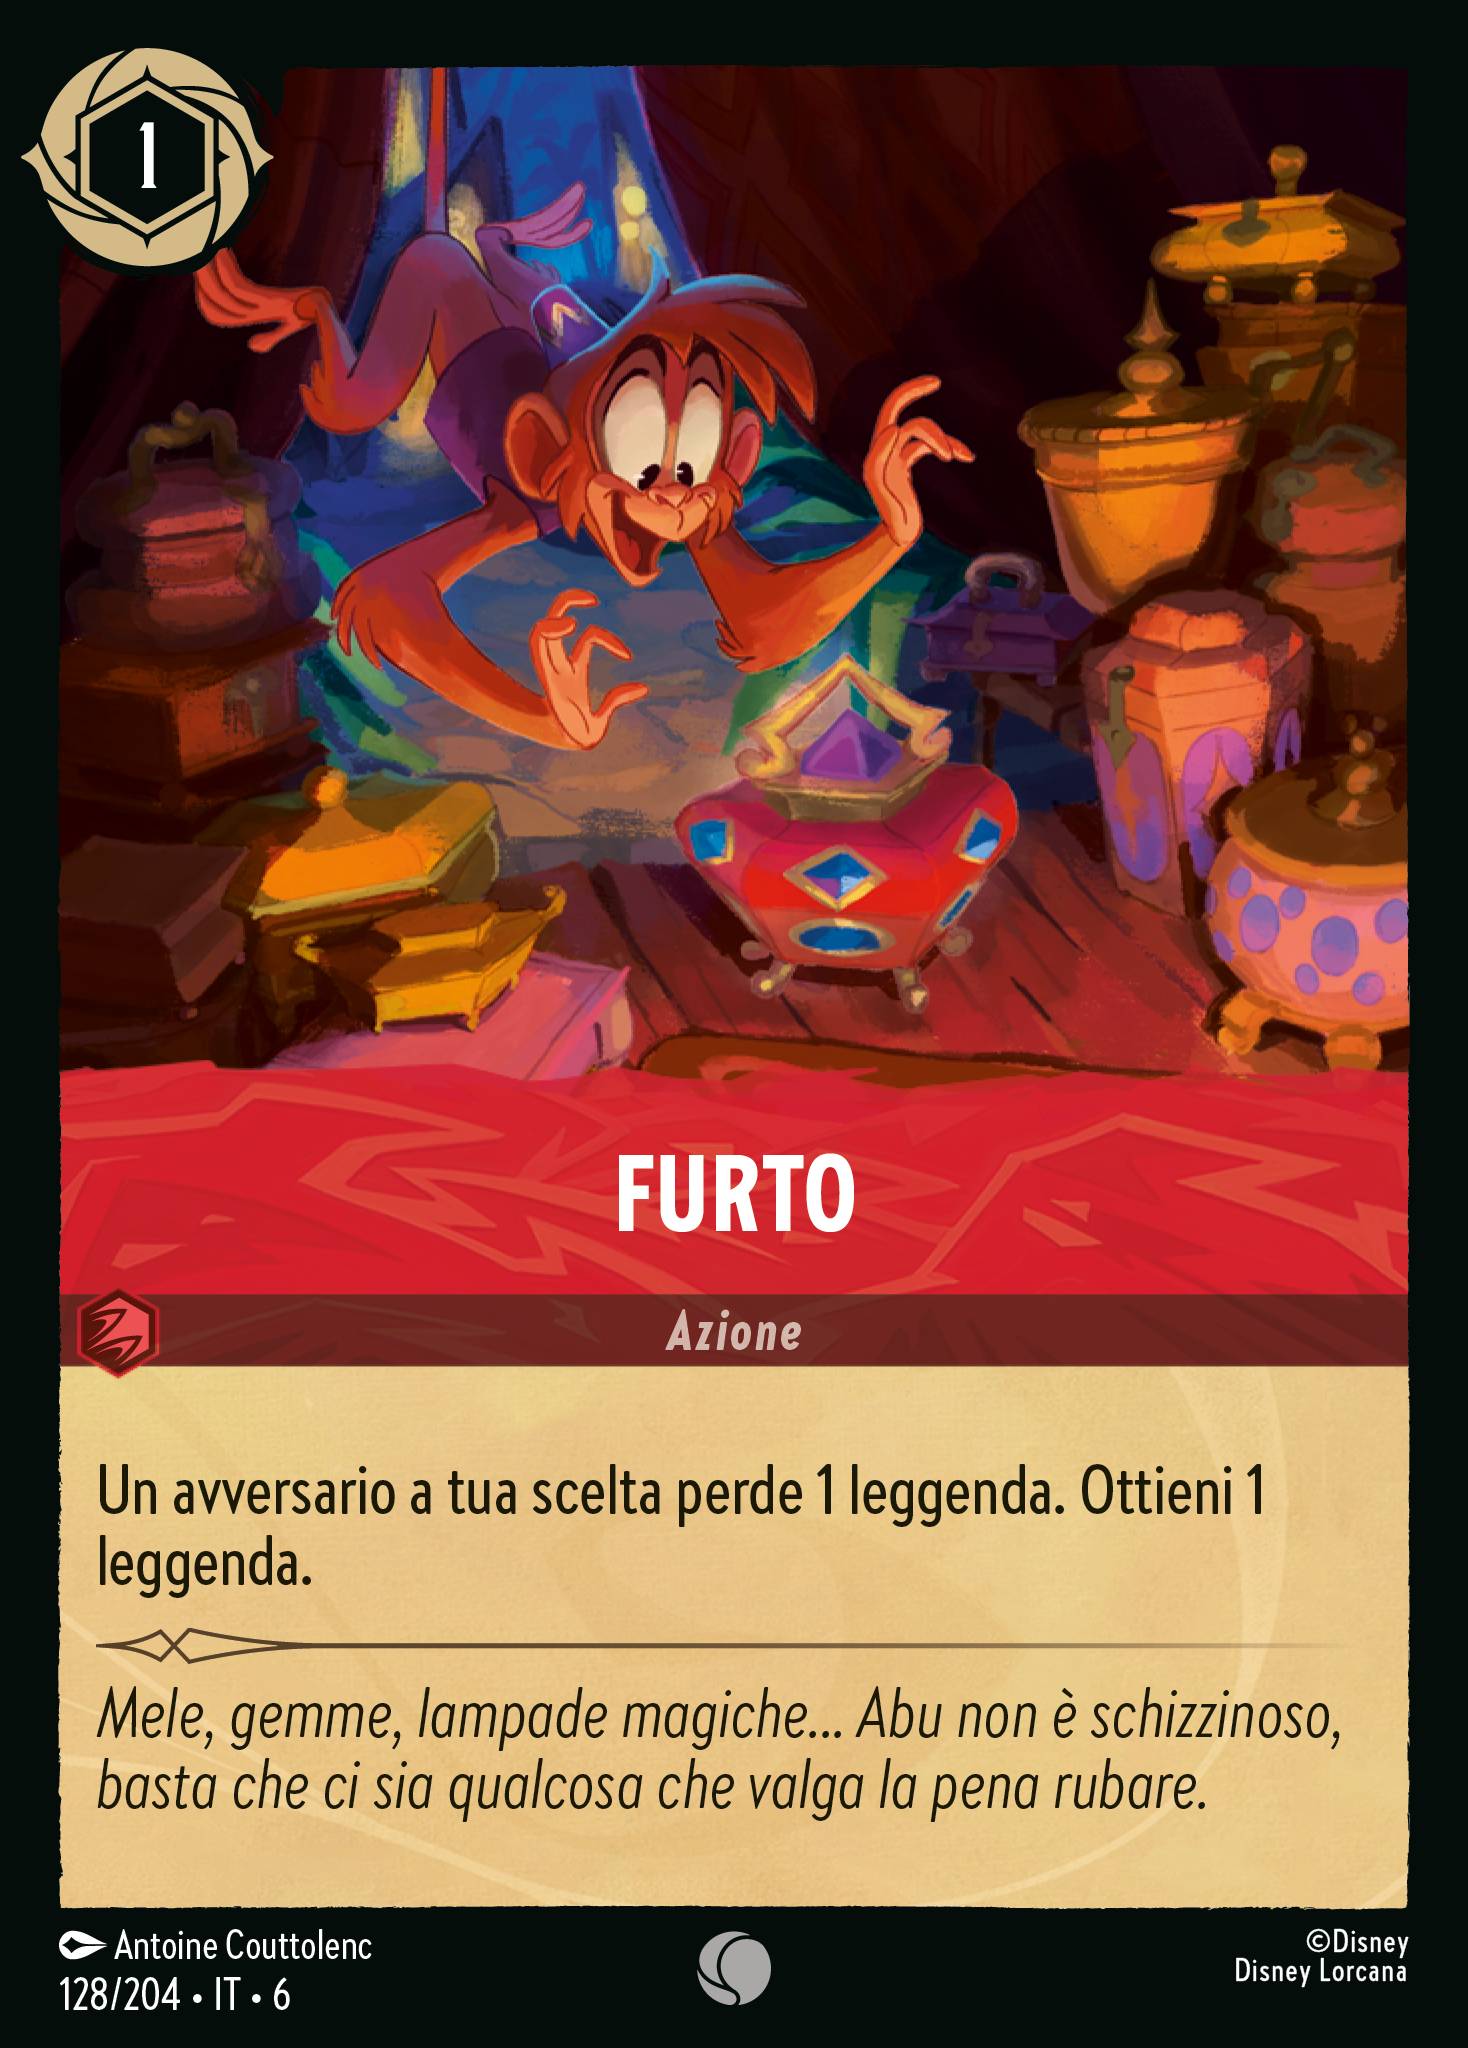 1
FURTO
Azione
Un avversario a tua scelta perde 1 leggenda. Ottieni 1
leggenda.
Mele, gemme, lampade magiche... Abu non è schizzinoso,
basta che ci sia qualcosa che valga la pena rubare.
Antoine Couttolenc
128/204 • IT • 6
©Disney
Disney Lorcana